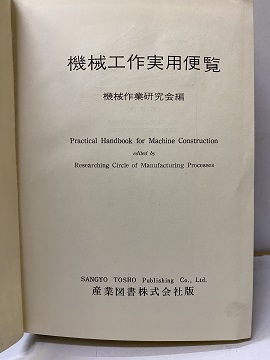 機械工作実用便覧
機械作業研究会編
Practical Handbook for Machine Construction
edited by
Researching Circle of Manufacturing Processes
SANGYO TOSHO Publishing Co., Ltd.
産業図書株式会社版